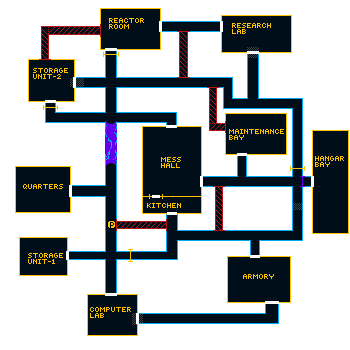 REACTOR
ROOM
RESEARCH
LAB
STORAGE
UNIT-2
MAINTENANCE
BAY
MESS
HALL
HANGAR
BAY
QUARTERS
KITCHEN
P
STORAGE
UNIT-1
ARMORY
COMPUTER
LAB